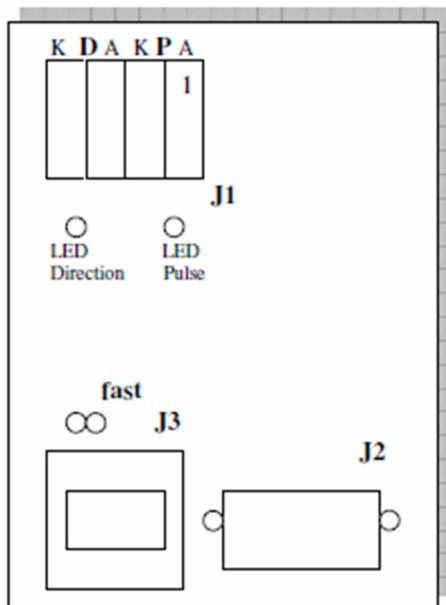 K D A K P A
1
J1
LED
Direction
LED
Pulse
fast
J3
J2